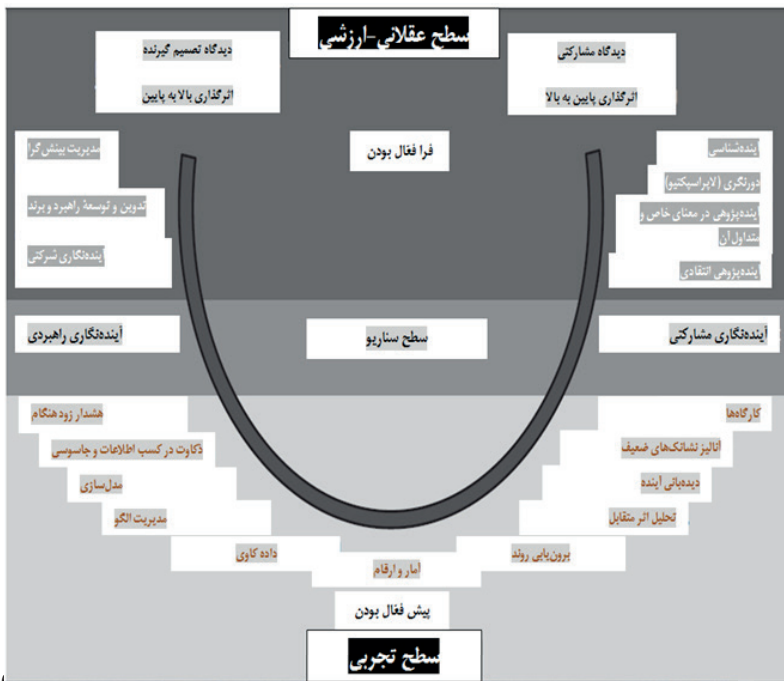 سطح عقلانی-ارزشی
دیدگاه مشارکتی
اثرگذاری پایین به بالا
دیدگاه تصمیم گیرنده
اثرگذاری بالا به پایین
فرا فعّال بودن
آینده‌شناسی
دورنگری (لاپراسپکتیو)
آینده‌پژوهی در معنای خاص و
متداول آن
آینده‌پژوهی انتقادی
مدیریت بینش گرا
تدوین و توسعهٔ راهبرد و برند
آینده‌نگاری شرکتی
آینده‌نگاری مشارکتی
سطح سناریو
آینده‌نگاری راهبردی
کارگاه‌ها
آنالیز نشانک‌های ضعیف
دیده‌بانی آینده
تحلیل اثر متقابل
برون‌یابی روند
هشدار زود هنگام
ذکاوت در کسب اطلاعات و جاسوسی
مدل‌سازی
مدیریت الگو
داده کاوی
آمار و ارقام
پیش فعّال بودن
سطح تجربی